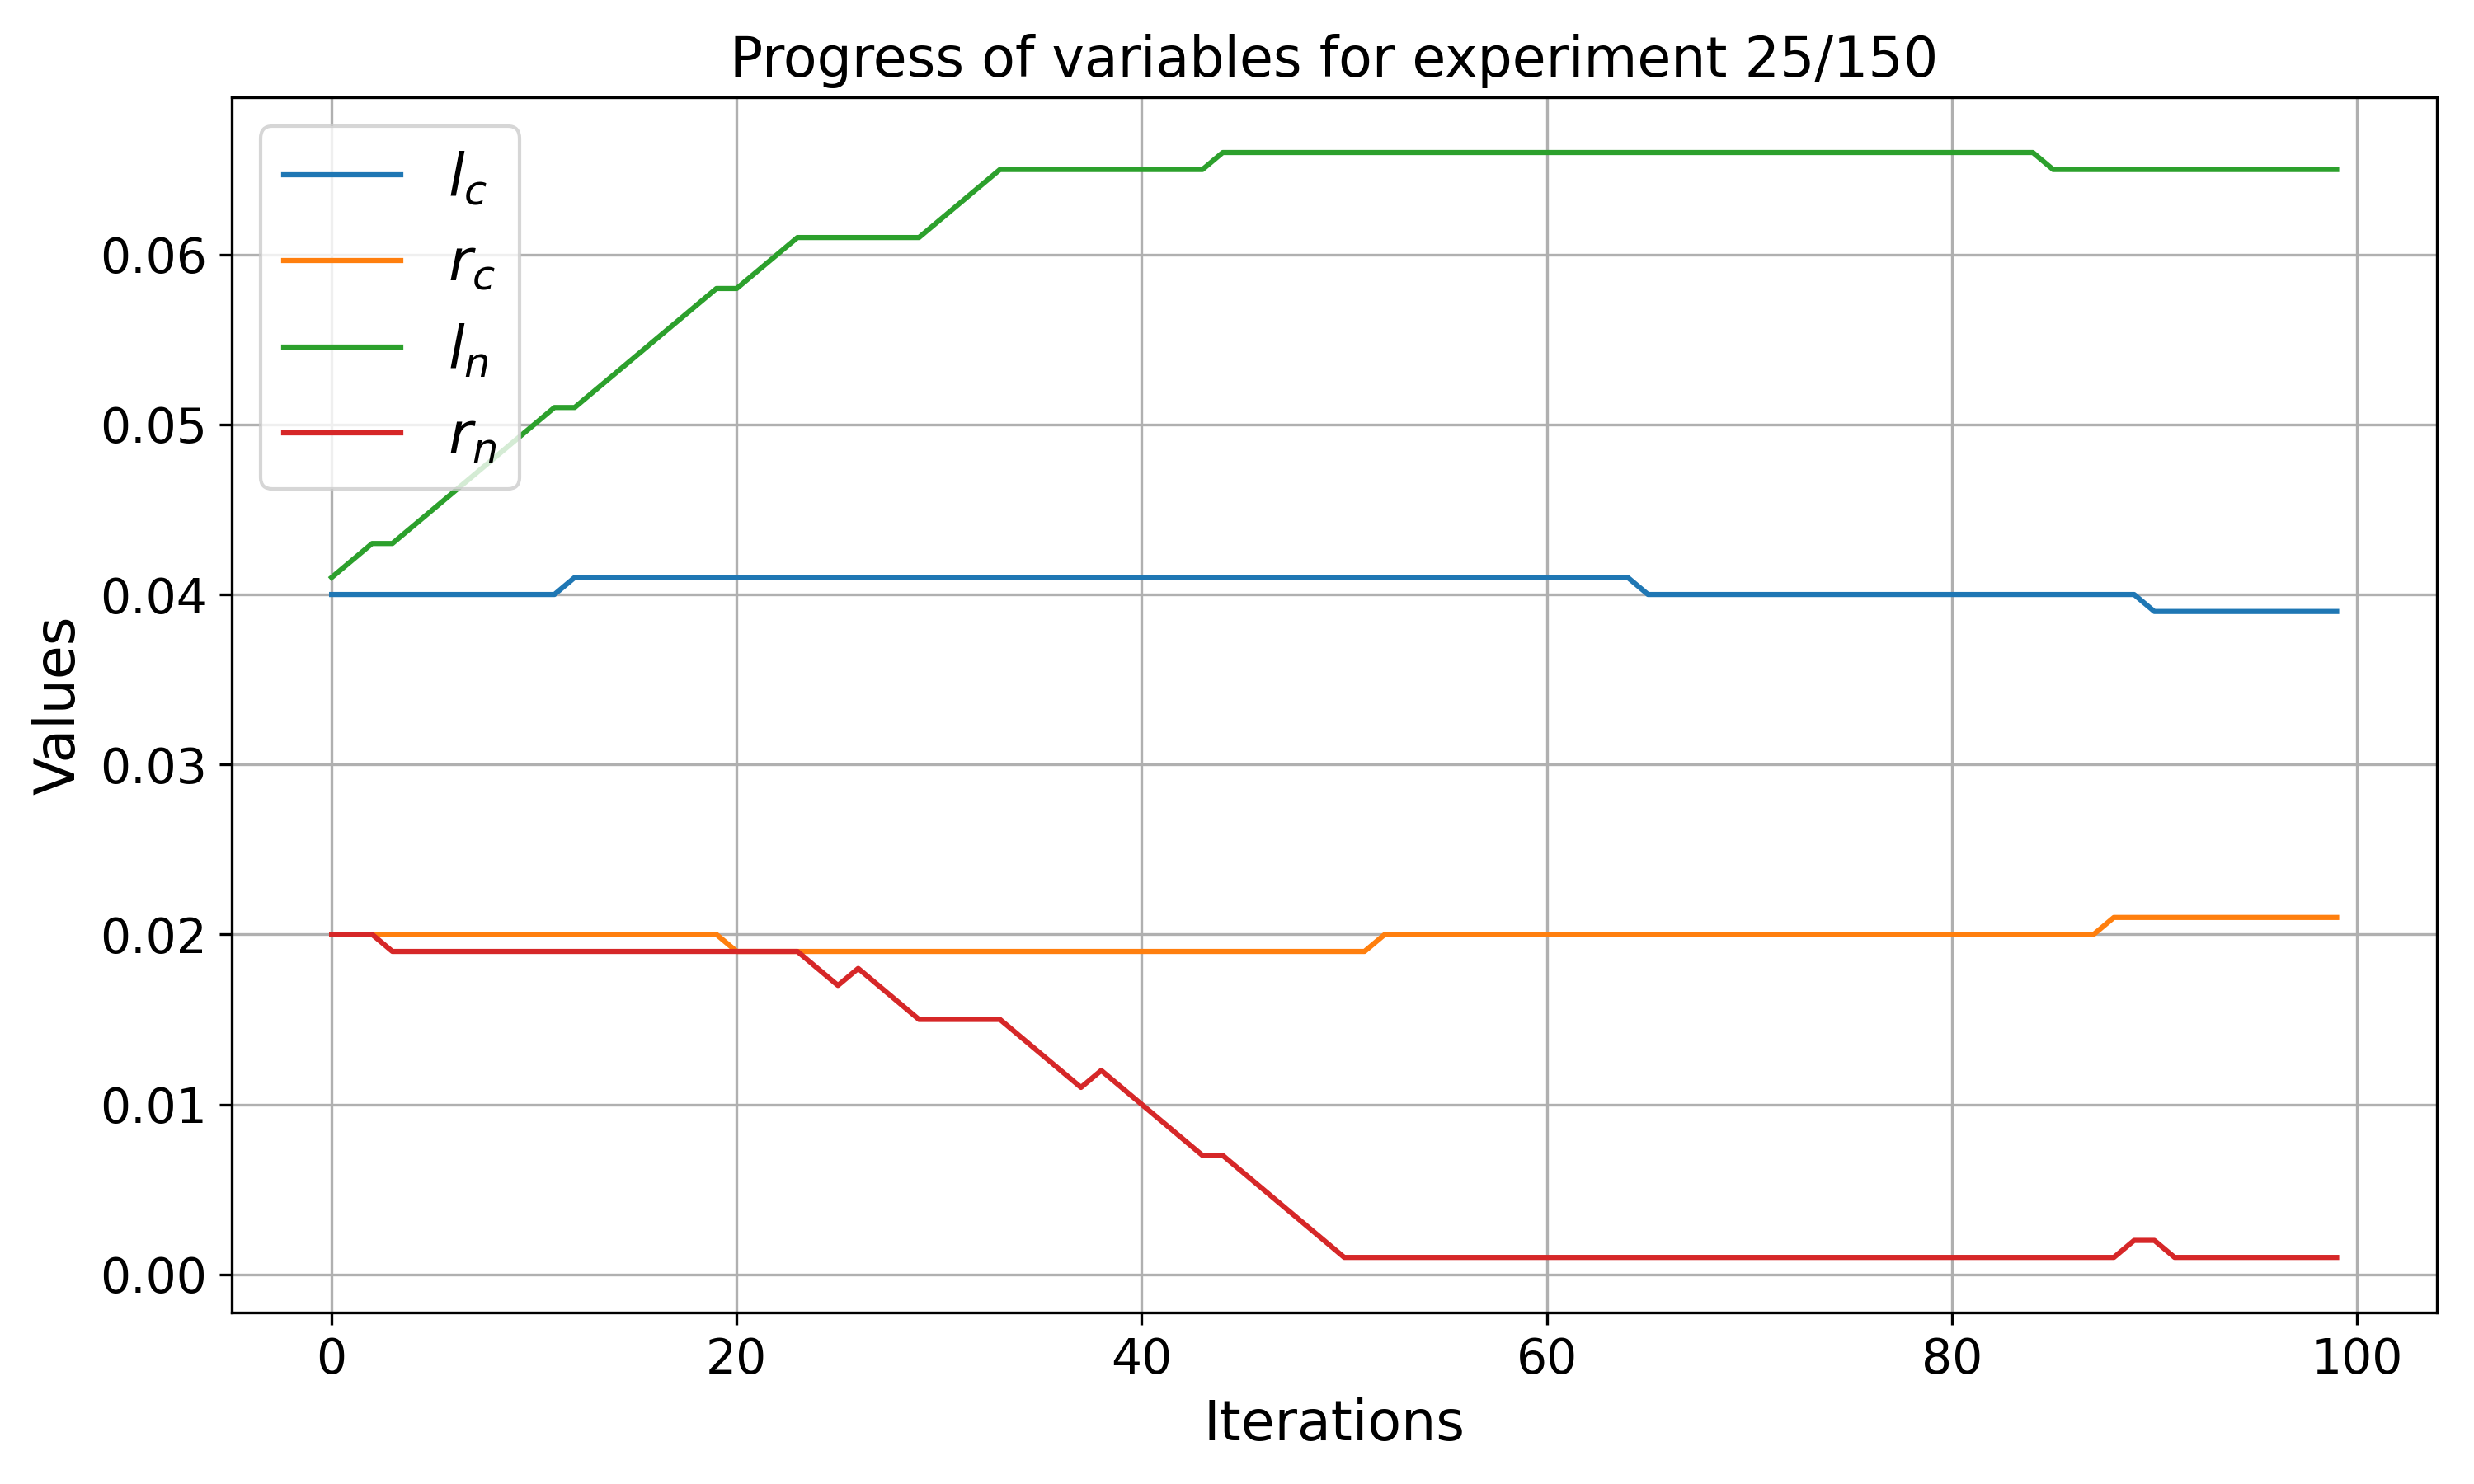 Progress of variables for experiment 25/150
l_c
r_c
l_n
r_n
Values
0.06
0.05
0.04
0.03
0.02
0.01
0.00
0 20 40 60 80 100
Iterations